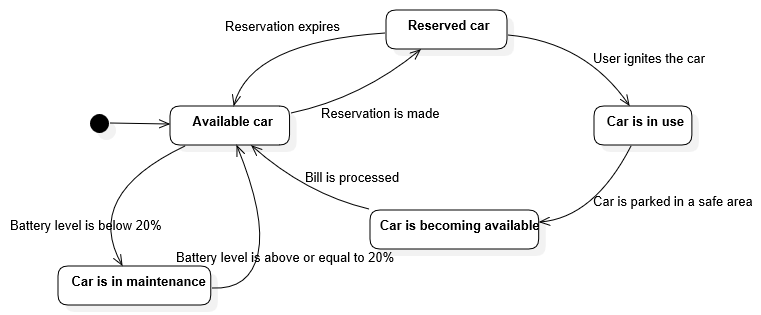 Reserved car
Reservation expires
User ignites the car
Available car
Reservation is made
Car is in use
Bill is processed
Car is parked in a safe area
Car is becoming available
Battery level is below 20%
Battery level is above or equal to 20%
Car is in maintenance